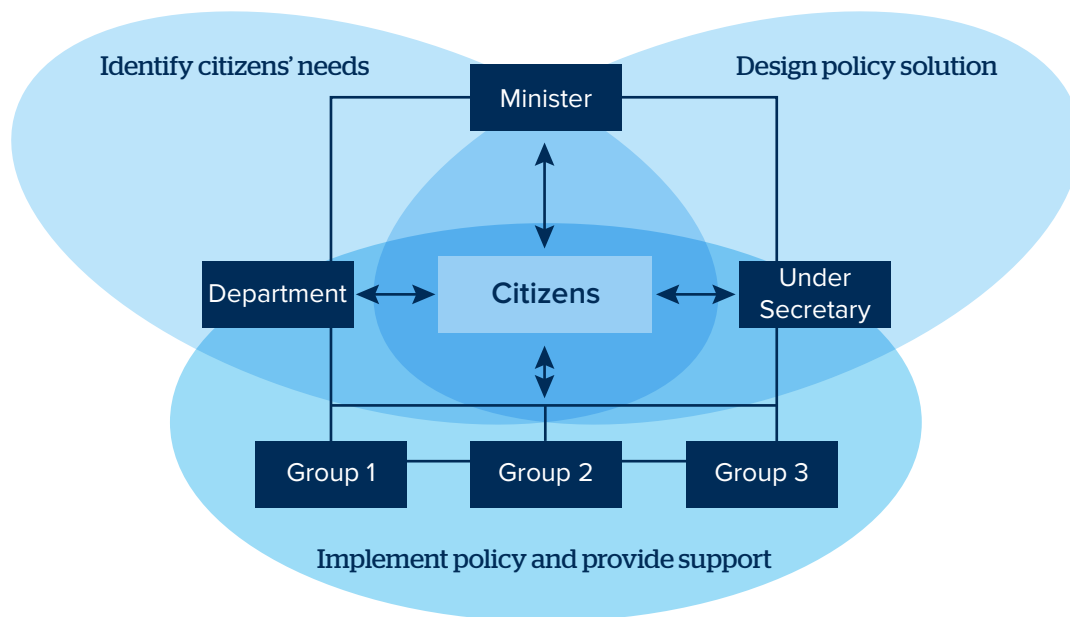 Identify citizens’ needs
Design policy solution
Minister
Department
Citizens
Under
Secretary
Group 1
Group 2
Group 3
Implement policy and provide support